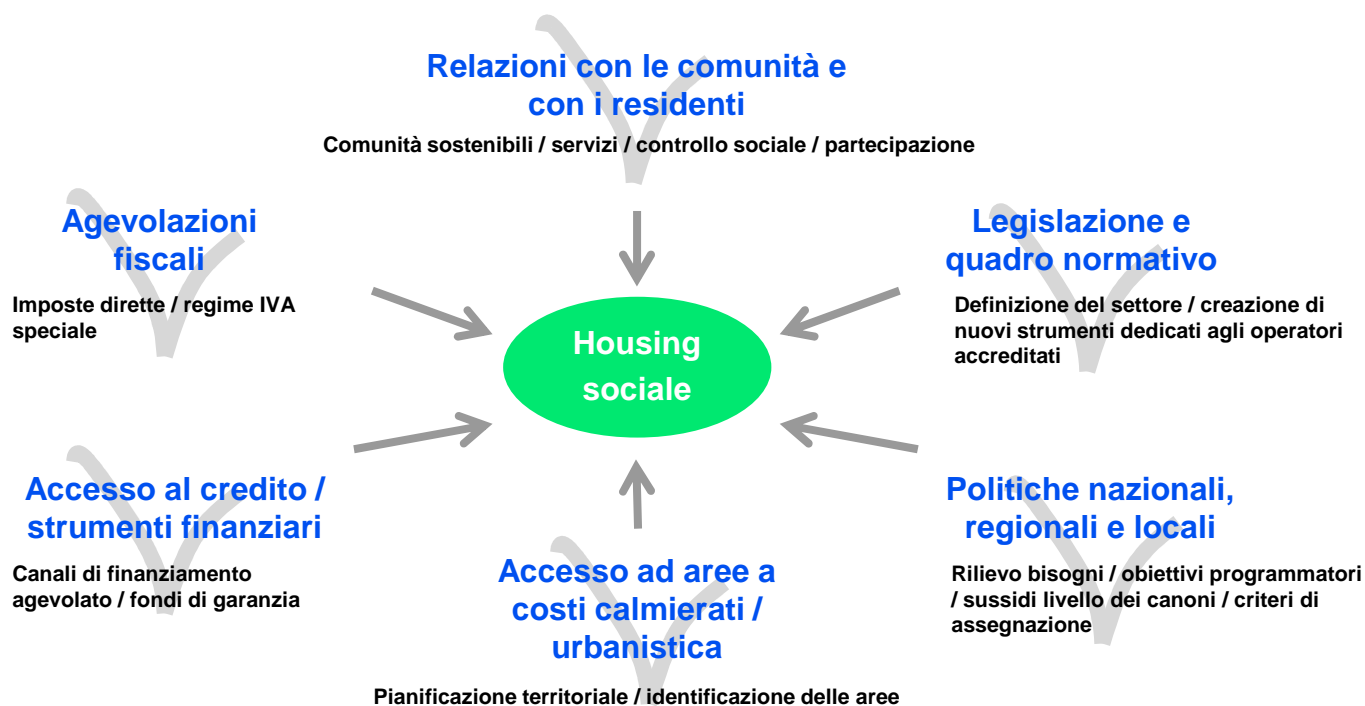 Relazioni con le comunità e
con i residenti
Comunità sostenibili / servizi / controllo sociale / partecipazione
Agevolazioni
fiscali
Imposte dirette / regime IVA
speciale
Legislazione e
quadro normativo
Definizione del settore / creazione di
nuovi strumenti dedicati agli operatori
accreditati
Housing
sociale
Accesso al credito /
strumenti finanziari
Canali di finanziamento
agevolato / fondi di garanzia
Accesso ad aree a
costi calmierati /
urbanistica
Pianificazione territoriale / identificazione delle aree
Politiche nazionali,
regionali e locali
Rilievo bisogni / obiettivi programmatori
/ sussidi livello dei canoni / criteri di
assegnazione